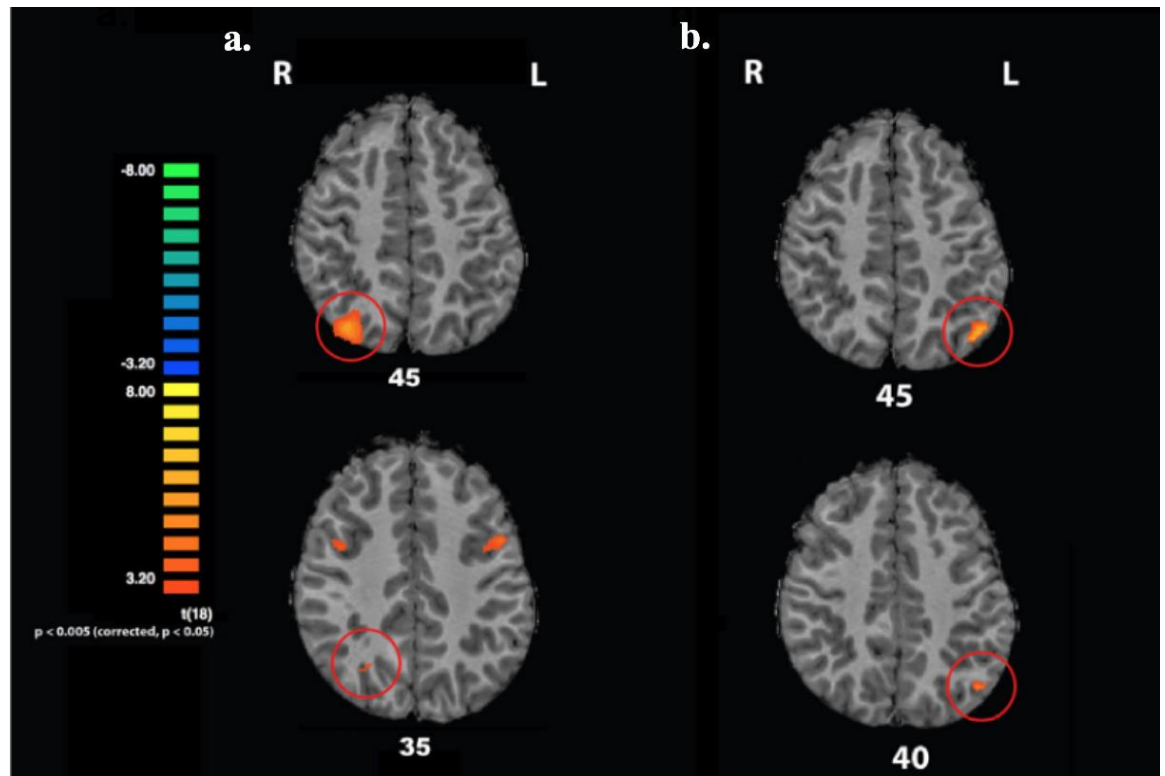 a.
R
L
45
35
b.
R
L
45
40
-8.00
-3.20
8.00
3.20
t(18)
p < 0.005 (corrected, p < 0.05)